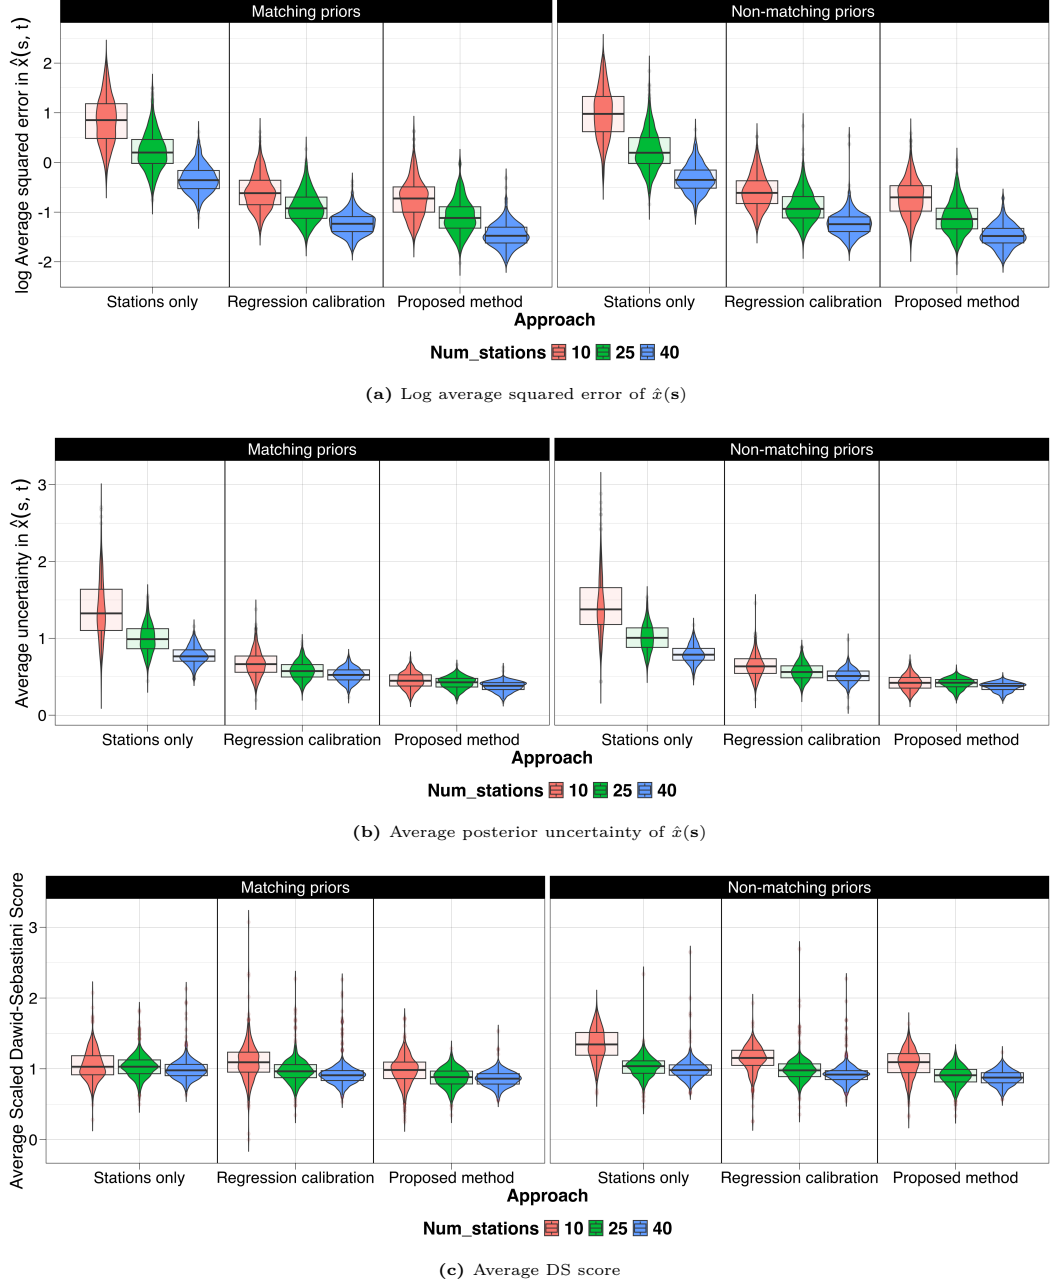 Matching priors
Non-matching priors
log Average squared error in x̂(s, t)
2
1
0
-1
-2
Stations only
Regression calibration
Proposed method
Stations only
Regression calibration
Proposed method
Approach
Num_stations 10 25 40
(a) Log average squared error of x̂(s)
Matching priors
Non-matching priors
Average uncertainty in x̂(s, t)
3
2
1
0
Stations only
Regression calibration
Proposed method
Stations only
Regression calibration
Proposed method
Approach
Num_stations 10 25 40
(b) Average posterior uncertainty of x̂(s)
Matching priors
Non-matching priors
Average Scaled Dawid-Sebastiani Score
3
2
1
0
Stations only
Regression calibration
Proposed method
Stations only
Regression calibration
Proposed method
Approach
Num_stations 10 25 40
(c) Average DS score